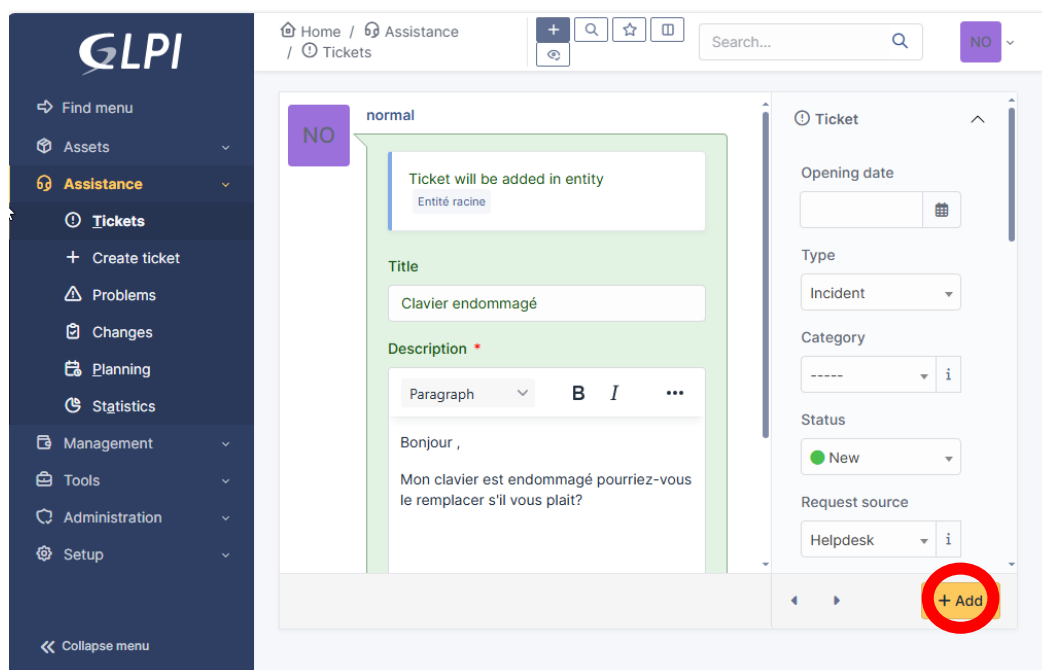 GLPI
Home / Assistance
/ Tickets
Search...
NO
Find menu
Assets
Assistance
Tickets
Create ticket
Problems
Changes
Planning
Statistics
Management
Tools
Administration
Setup
Collapse menu
NO
normal
Ticket will be added in entity
Entité racine
Title
Clavier endommagé
Description *
Paragraph B I
Bonjour ,
Mon clavier est endommagé pourriez-vous
le remplacer s'il vous plait?
Ticket
Opening date
Type
Incident
Category
----- i
Status
New
Request source
Helpdesk i
+ Add